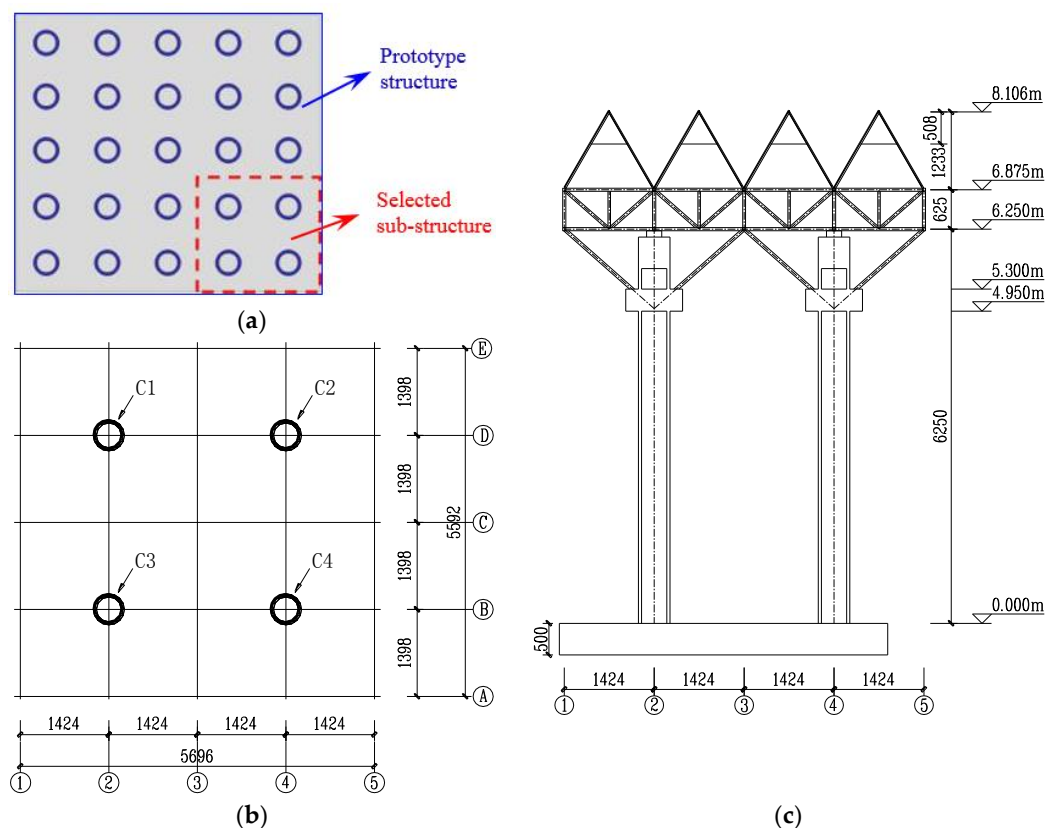 Prototype
structure
Selected
sub-structure
(a)
C1
C2
C3
C4
E
D
C
B
A
1398
1398
1398
1398
5592
1424
1424
1424
1424
5696
1
2
3
4
5
(b)
8.106m
508
1233
6.875m
625
6.250m
5.300m
4.950m
6250
0.000m
500
1424
1424
1424
1424
1
2
3
4
5
(c)